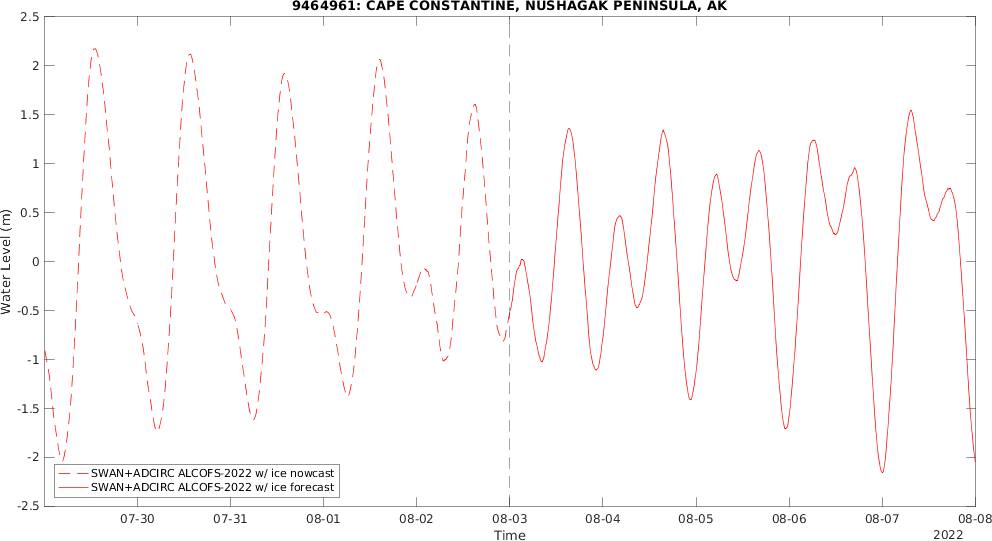 9464961: CAPE CONSTANTINE, NUSHAGAK PENINSULA, AK
2.5
2
1.5
1
0.5
0
-0.5
-1
-1.5
-2
-2.5
Water Level (m)
SWAN+ADCIRC ALCOFS-2022 w/ ice nowcast
SWAN+ADCIRC ALCOFS-2022 w/ ice forecast
07-30 07-31 08-01 08-02 08-03 08-04 08-05 08-06 08-07 08-08
Time
2022